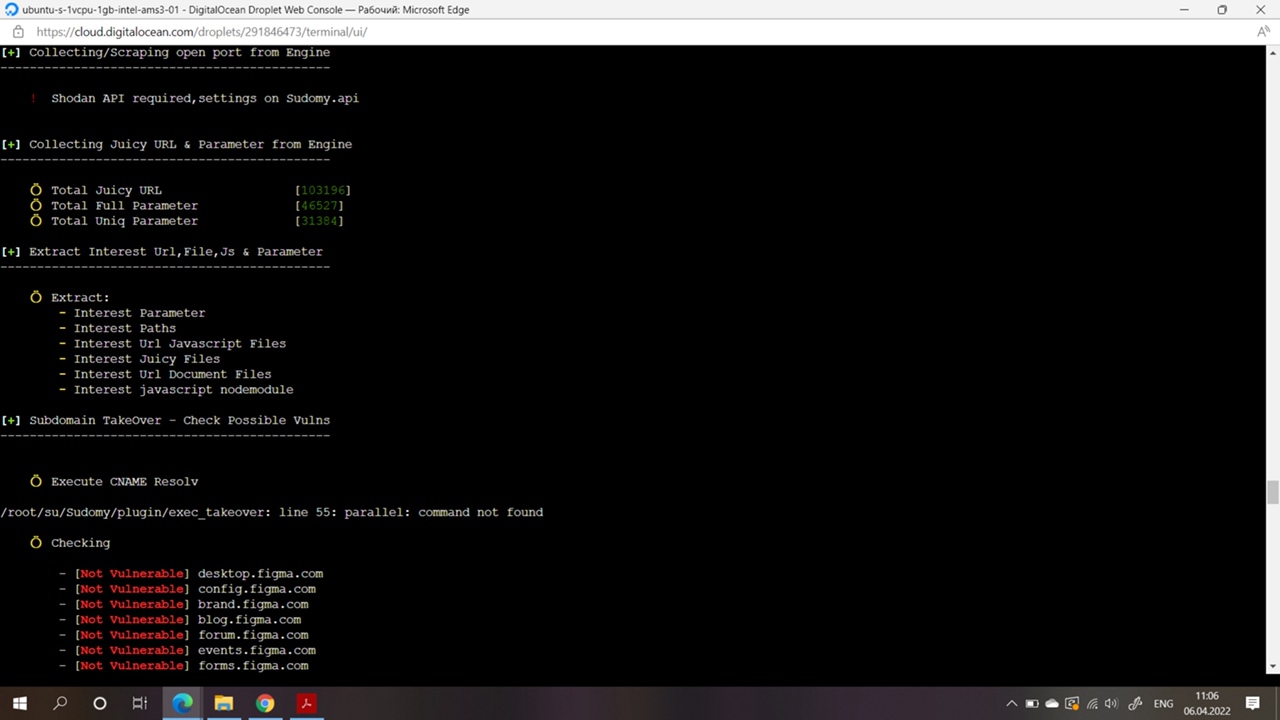 ubuntu-s-1vcpu-1gb-intel-ams3-01 - DigitalOcean Droplet Web Console — Рабочий: Microsoft Edge
https://cloud.digitalocean.com/droplets/291846473/terminal/ui/
[+] Collecting/Scraping open port from Engine
---------------------------------------------
! Shodan API required,settings on Sudomy.api
[+] Collecting Juicy URL & Parameter from Engine
---------------------------------------------
Ō Total Juicy URL [103196]
Ō Total Full Parameter [46527]
Ō Total Uniq Parameter [31384]
[+] Extract Interest Url,File,Js & Parameter
---------------------------------------------
Ō Extract:
- Interest Parameter
- Interest Paths
- Interest Url Javascript Files
- Interest Juicy Files
- Interest Url Document Files
- Interest javascript nodemodule
[+] Subdomain TakeOver - Check Possible Vulns
---------------------------------------------
Ō Execute CNAME Resolv
/root/su/Sudomy/plugin/exec_takeover: line 55: parallel: command not found
Ō Checking
- [Not Vulnerable] desktop.figma.com
- [Not Vulnerable] config.figma.com
- [Not Vulnerable] brand.figma.com
- [Not Vulnerable] blog.figma.com
- [Not Vulnerable] forum.figma.com
- [Not Vulnerable] events.figma.com
- [Not Vulnerable] forms.figma.com
ENG
11:06
06.04.2022